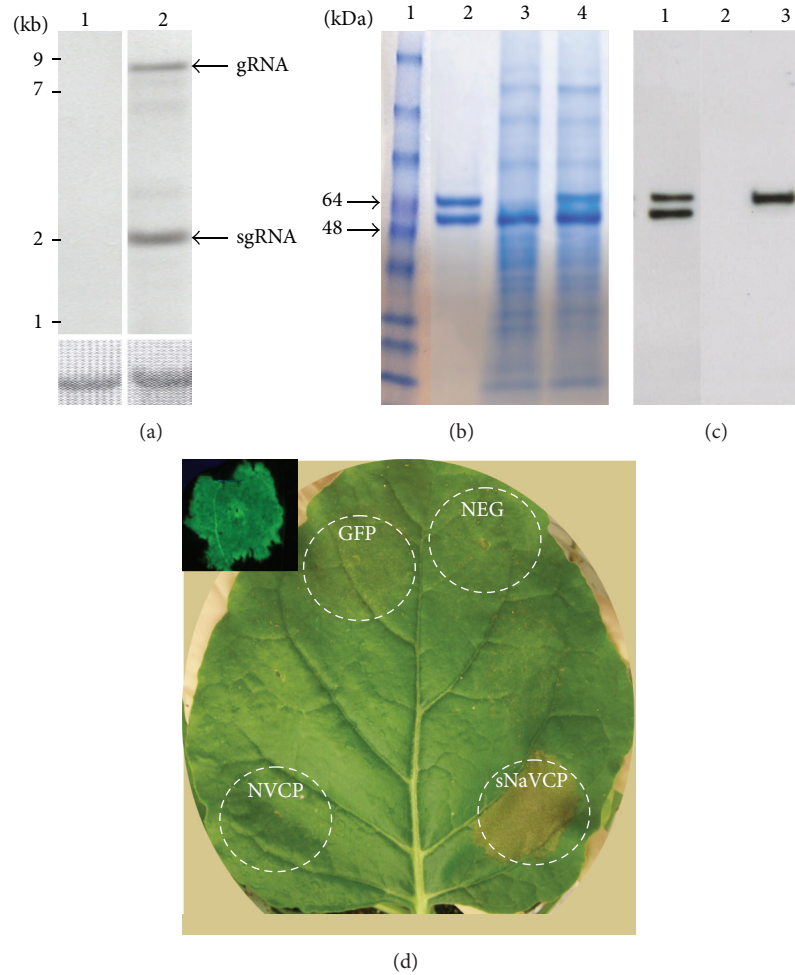 (kb) 1 2
9
gRNA
7
2
sgRNA
1
(a)
(kDa) 1 2 3 4
64
48
(b)
1 2 3
(c)
GFP
NEG
NVCP
sNaVCP
(d)